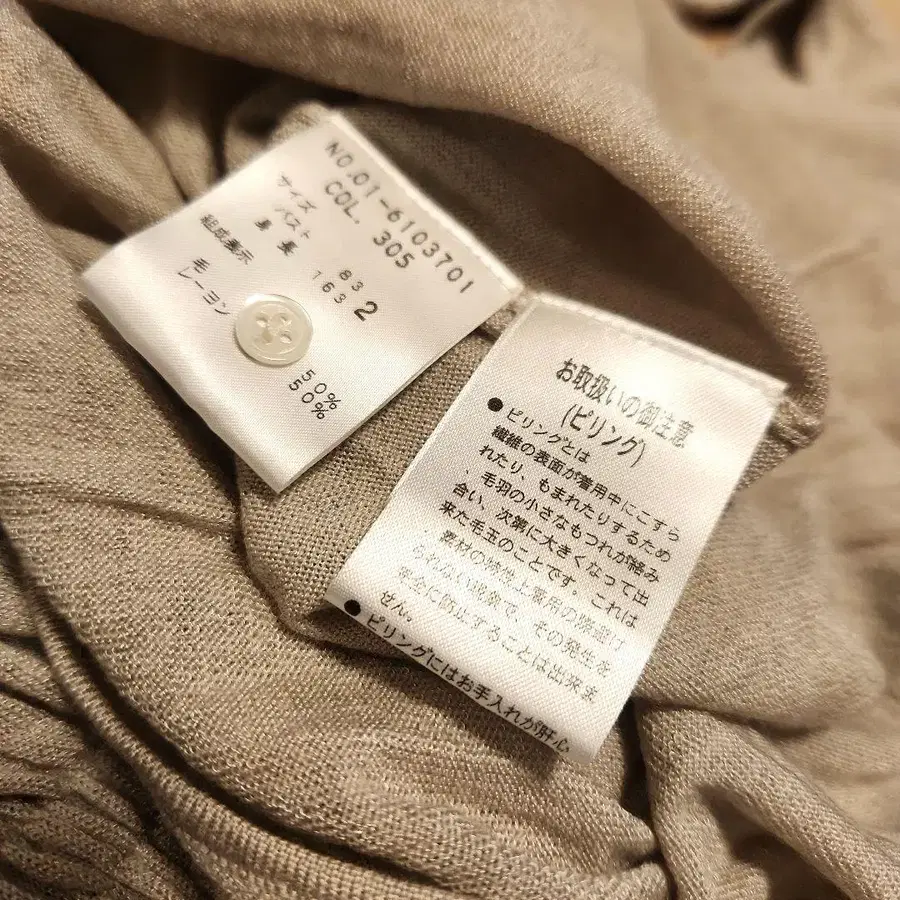 NO.01-6103701
COL. 305
サイズ 2
バスト 83
身長 163
組成表示
毛 50%
レーヨン 50%
お取扱いの御注意
(ピリング)
●ピリングとは
繊維の表面が着用中にこすら
れたり、もまれたりするため
、毛羽の小さなもつれが絡み
合い、次第に大きくなって出
来た毛玉のことです。これは
素材の特性上着用の際避け
られない現象で、その発生を
完全に防止することは出来ま
せん。
●ピリングにはお手入れが肝心